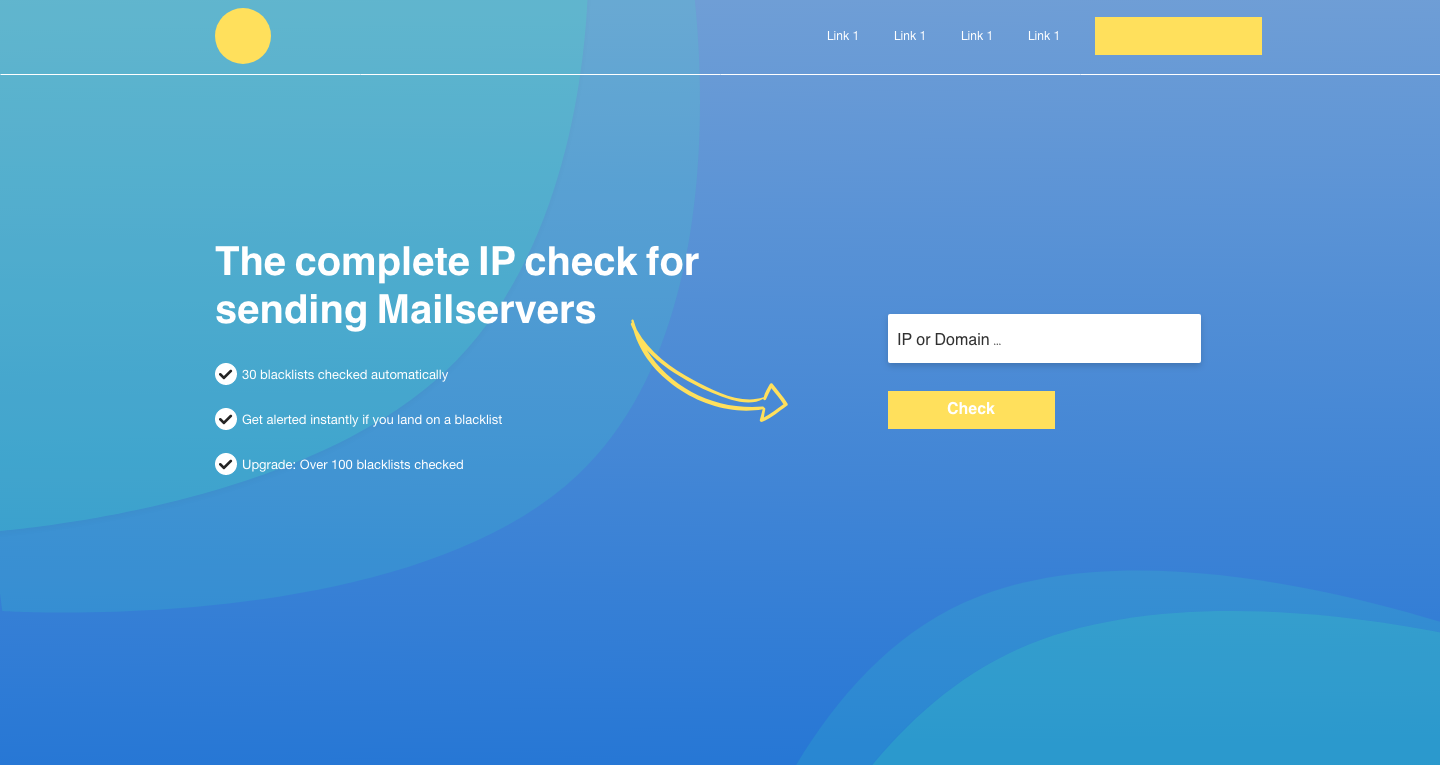 Link 1 Link 1 Link 1 Link 1
The complete IP check for
sending Mailservers
30 blacklists checked automatically
Get alerted instantly if you land on a blacklist
Upgrade: Over 100 blacklists checked
IP or Domain ...
Check